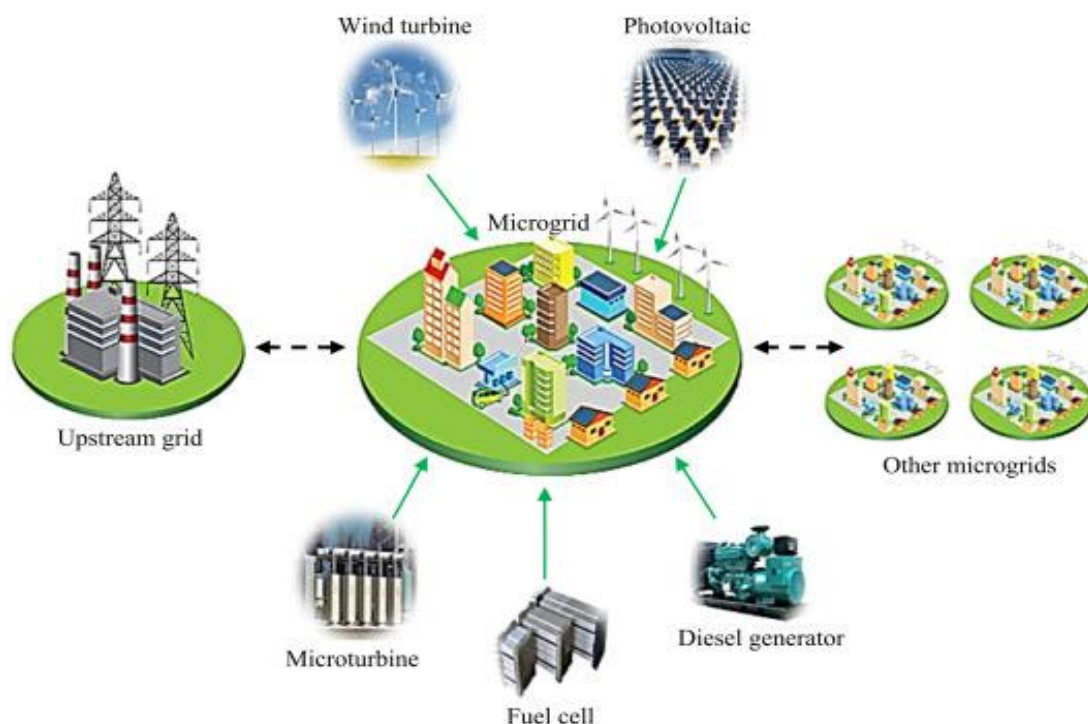 Wind turbine
Photovoltaic
Microgrid
Upstream grid
Other microgrids
Microturbine
Diesel generator
Fuel cell